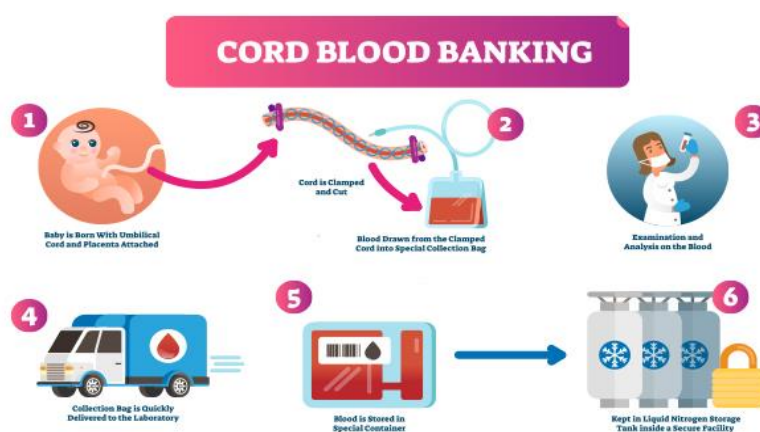 CORD BLOOD BANKING
1
Baby is Born With Umbilical
Cord and Placenta Attached
Cord is Clamped
and Cut
2
Blood Drawn from the Clamped
Cord into Special Collection Bag
3
Examination and
Analysis on the Blood
4
Collection Bag is Quickly
Delivered to the Laboratory
5
Blood is Stored in
Special Container
6
Kept in Liquid Nitrogen Storage
Tank inside a Secure Facility